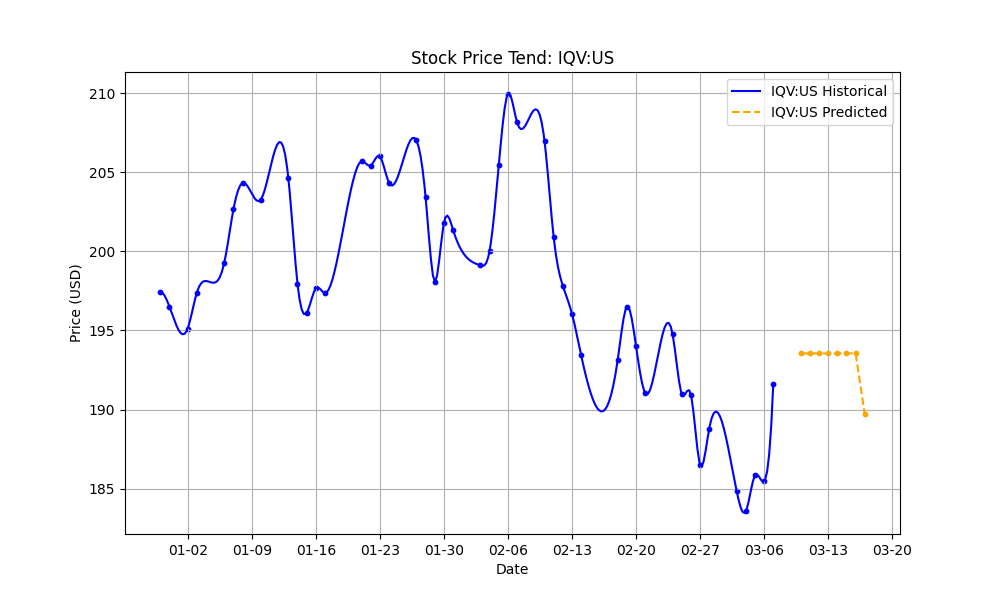 Stock Price Tend: IQV:US
IQV:US Historical
IQV:US Predicted
210
205
200
195
190
185
Price (USD)
01-02 01-09 01-16 01-23 01-30 02-06 02-13 02-20 02-27 03-06 03-13 03-20
Date